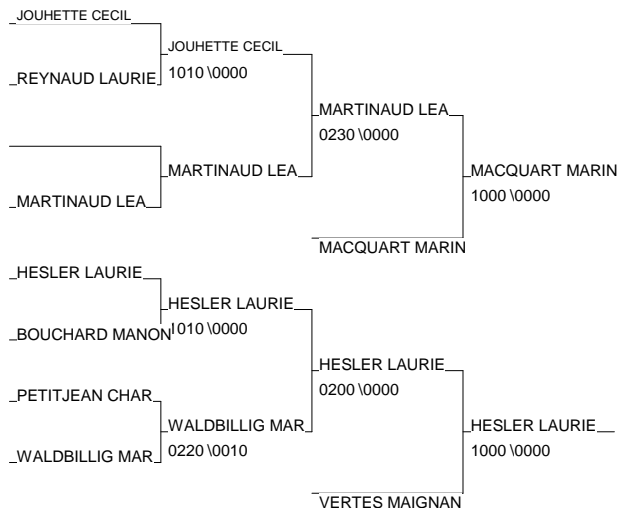 JOUHETTE CECIL
JOUHETTE CECIL
REYNAUD LAURIE
1010 \0000
MARTINAUD LEA
0230 \0000
MARTINAUD LEA
MACQUART MARIN
1000 \0000
MARTINAUD LEA
MACQUART MARIN
HESLER LAURIE
HESLER LAURIE
1010 \0000
BOUCHARD MANON
HESLER LAURIE
0200 \0000
PETITJEAN CHAR
WALDBILLIG MAR
0220 \0010
HESLER LAURIE
1000 \0000
WALDBILLIG MAR
VERTES MAIGNAN